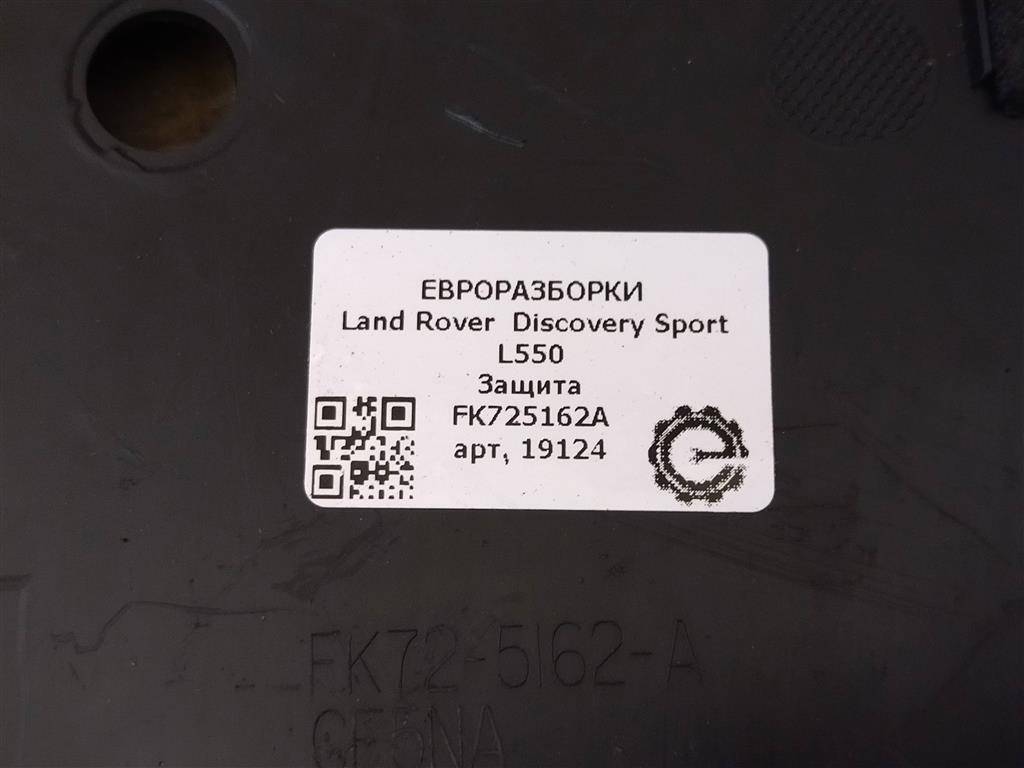 ЕВРОРАЗБОРКИ
Land Rover Discovery Sport
L550
Защита
FK725162A
арт, 19124
FK72-5162-A